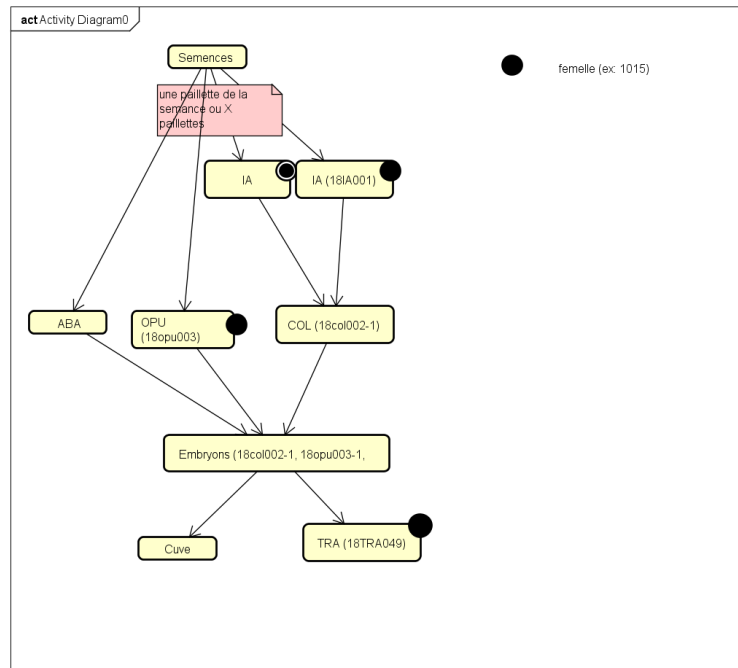 act Activity Diagram0
Semences
femelle (ex: 1015)
une paillette de la
semance ou X
paillettes
IA
IA (18IA001)
ABA
OPU
(18opu003)
COL (18col002-1)
Embryons (18col002-1, 18opu003-1,
Cuve
TRA (18TRA049)